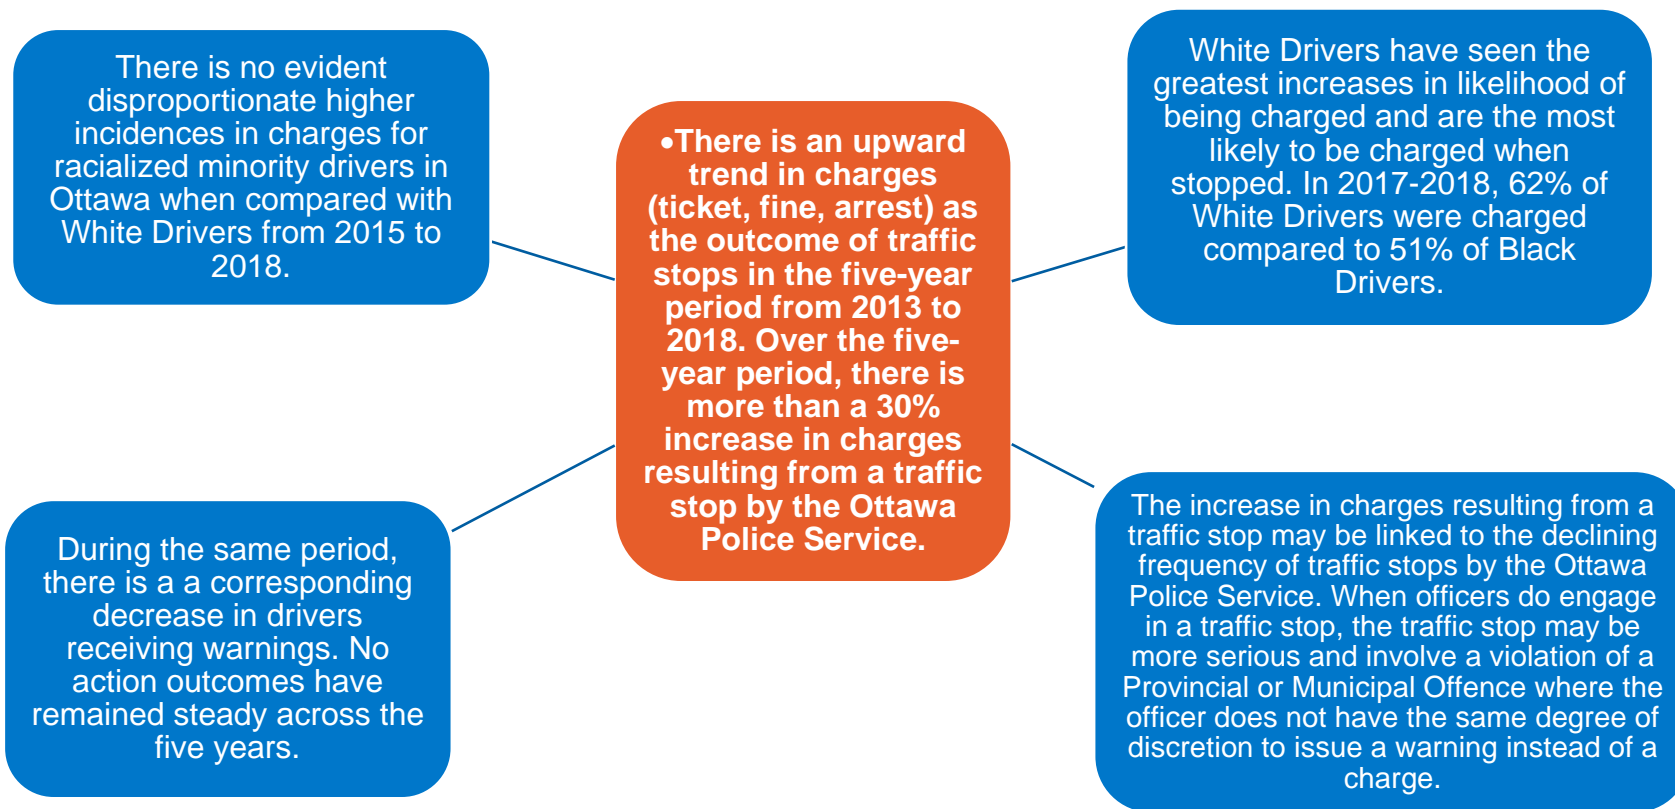 There is no evident
disproportionate higher
incidences in charges for
racialized minority drivers in
Ottawa when compared with
White Drivers from 2015 to
2018.
•There is an upward
trend in charges
(ticket, fine, arrest) as
the outcome of traffic
stops in the five-year
period from 2013 to
2018. Over the five-
year period, there is
more than a 30%
increase in charges
resulting from a traffic
stop by the Ottawa
Police Service.
White Drivers have seen the
greatest increases in likelihood of
being charged and are the most
likely to be charged when
stopped. In 2017-2018, 62% of
White Drivers were charged
compared to 51% of Black
Drivers.
During the same period,
there is a a corresponding
decrease in drivers
receiving warnings. No
action outcomes have
remained steady across the
five years.
The increase in charges resulting from a
traffic stop may be linked to the declining
frequency of traffic stops by the Ottawa
Police Service. When officers do engage
in a traffic stop, the traffic stop may be
more serious and involve a violation of a
Provincial or Municipal Offence where the
officer does not have the same degree of
discretion to issue a warning instead of a
charge.